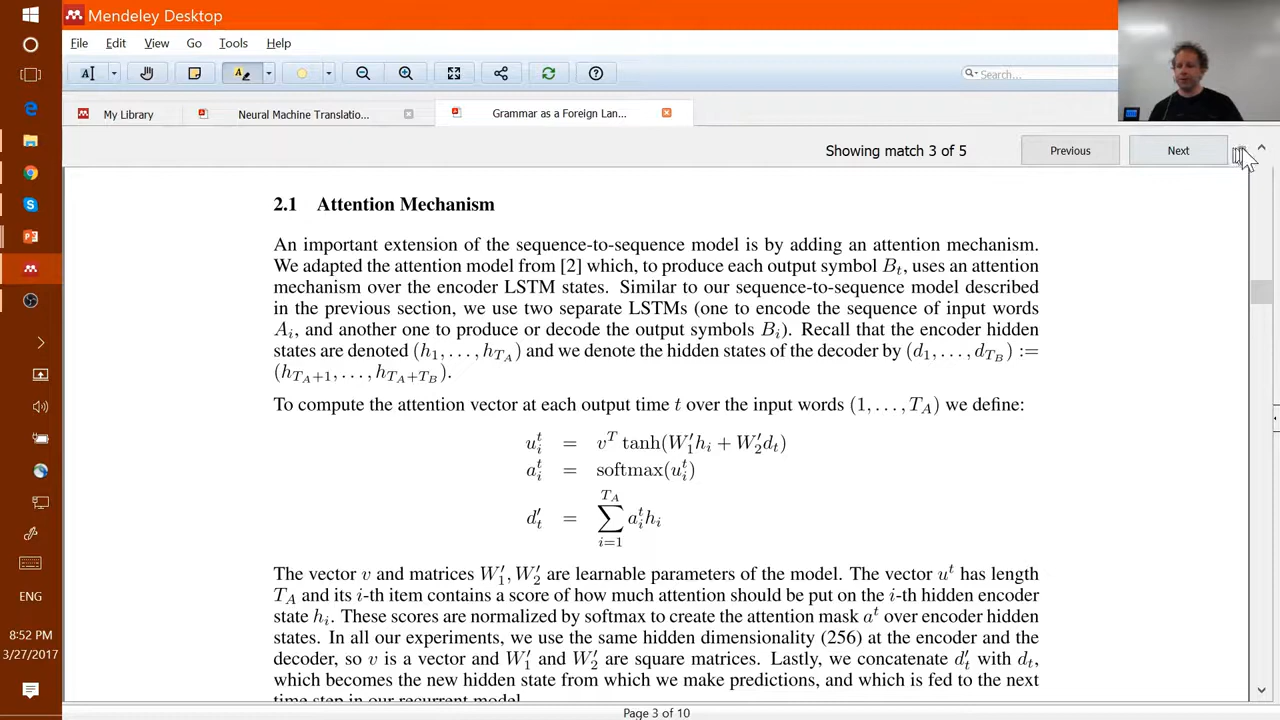 Mendeley Desktop
File Edit View Go Tools Help
Search...
My Library Neural Machine Translatio... Grammar as a Foreign Lan...
Showing match 3 of 5 Previous Next
2.1 Attention Mechanism
An important extension of the sequence-to-sequence model is by adding an attention mechanism.
We adapted the attention model from [2] which, to produce each output symbol B_t, uses an attention
mechanism over the encoder LSTM states. Similar to our sequence-to-sequence model described
in the previous section, we use two separate LSTMs (one to encode the sequence of input words
A_i, and another one to produce or decode the output symbols B_i). Recall that the encoder hidden
states are denoted (h_1, . . . , h_{T_A}) and we denote the hidden states of the decoder by (d_1, . . . , d_{T_B}) :=
(h_{T_A+1}, . . . , h_{T_A+T_B}).
To compute the attention vector at each output time t over the input words (1, . . . , T_A) we define:
u_i^t = v^T tanh(W_1′h_i + W_2′d_t)
a_i^t = softmax(u_i^t)
d_t′ = ∑_{i=1}^{T_A} a_i^t h_i
The vector v and matrices W_1′, W_2′ are learnable parameters of the model. The vector u^t has length
T_A and its i-th item contains a score of how much attention should be put on the i-th hidden encoder
state h_i. These scores are normalized by softmax to create the attention mask a^t over encoder hidden
states. In all our experiments, we use the same hidden dimensionality (256) at the encoder and the
decoder, so v is a vector and W_1′ and W_2′ are square matrices. Lastly, we concatenate d_t′ with d_t,
which becomes the new hidden state from which we make predictions, and which is fed to the next
time step in our recurrent model.
Page 3 of 10
ENG
8:52 PM
3/27/2017